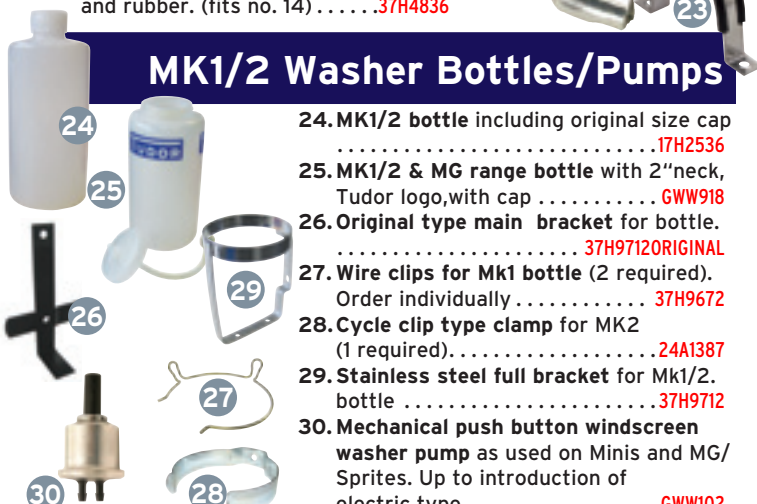 and rubber. (fits no. 14) . . . . . .37H4836
23
MK1/2 Washer Bottles/Pumps
24
25
TUDOR
26
29
27
30
28
24. MK1/2 bottle including original size cap
. . . . . . . . . . . . . . . . . . . . . . . . . . . .17H2536
25. MK1/2 & MG range bottle with 2“neck,
Tudor logo,with cap . . . . . . . . . . . GWW918
26. Original type main bracket for bottle.
. . . . . . . . . . . . . . . . . . . . . 37H9712ORIGINAL
27. Wire clips for Mk1 bottle (2 required).
Order individually . . . . . . . . . . . . 37H9672
28. Cycle clip type clamp for MK2
(1 required). . . . . . . . . . . . . . . . . . .24A1387
29. Stainless steel full bracket for Mk1/2.
bottle . . . . . . . . . . . . . . . . . . . . . . .37H9712
30. Mechanical push button windscreen
washer pump as used on Minis and MG/
Sprites. Up to introduction of
electric type GWW102